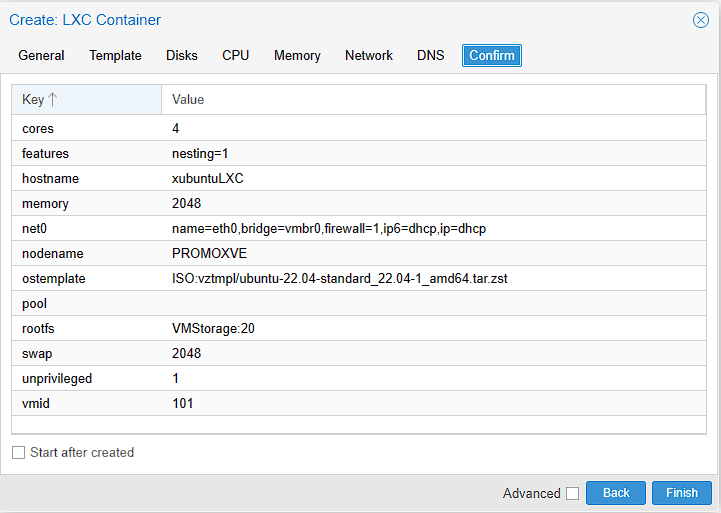 Create: LXC Container
General Template Disks CPU Memory Network DNS Confirm
Key Value
cores 4
features nesting=1
hostname xubuntuLXC
memory 2048
net0 name=eth0,bridge=vmbr0,firewall=1,ip6=dhcp,ip=dhcp
nodename PROMOXVE
ostemplate ISO:vztmpl/ubuntu-22.04-standard_22.04-1_amd64.tar.zst
pool
rootfs VMStorage:20
swap 2048
unprivileged 1
vmid 101
Start after created
Advanced Back Finish